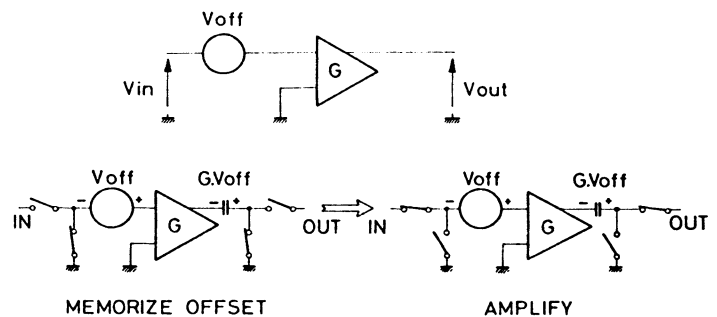 Voff
G
Vin
Vout
Voff
G.Voff
- +
- +
IN
G
OUT
Voff
G.Voff
- +
- +
IN
G
OUT
MEMORIZE OFFSET
AMPLIFY